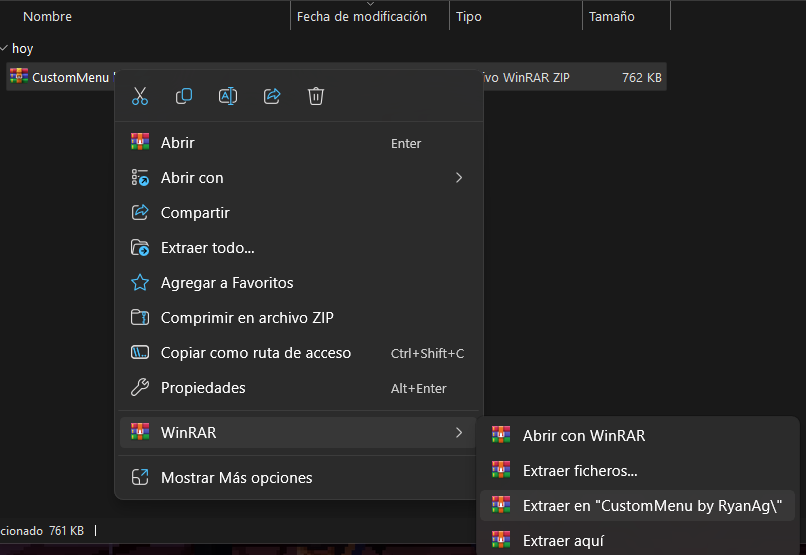 Nombre Fecha de modificación Tipo Tamaño
hoy
CustomMenu WinRAR ZIP 762 KB
Abrir Enter
Abrir con
Compartir
Extraer todo...
Agregar a Favoritos
Comprimir en archivo ZIP
Copiar como ruta de acceso Ctrl+Shift+C
Propiedades Alt+Enter
WinRAR
Mostrar Más opciones
Abrir con WinRAR
Extraer ficheros...
Extraer en "CustomMenu by RyanAg\"
Extraer aquí
cionado 761 KB